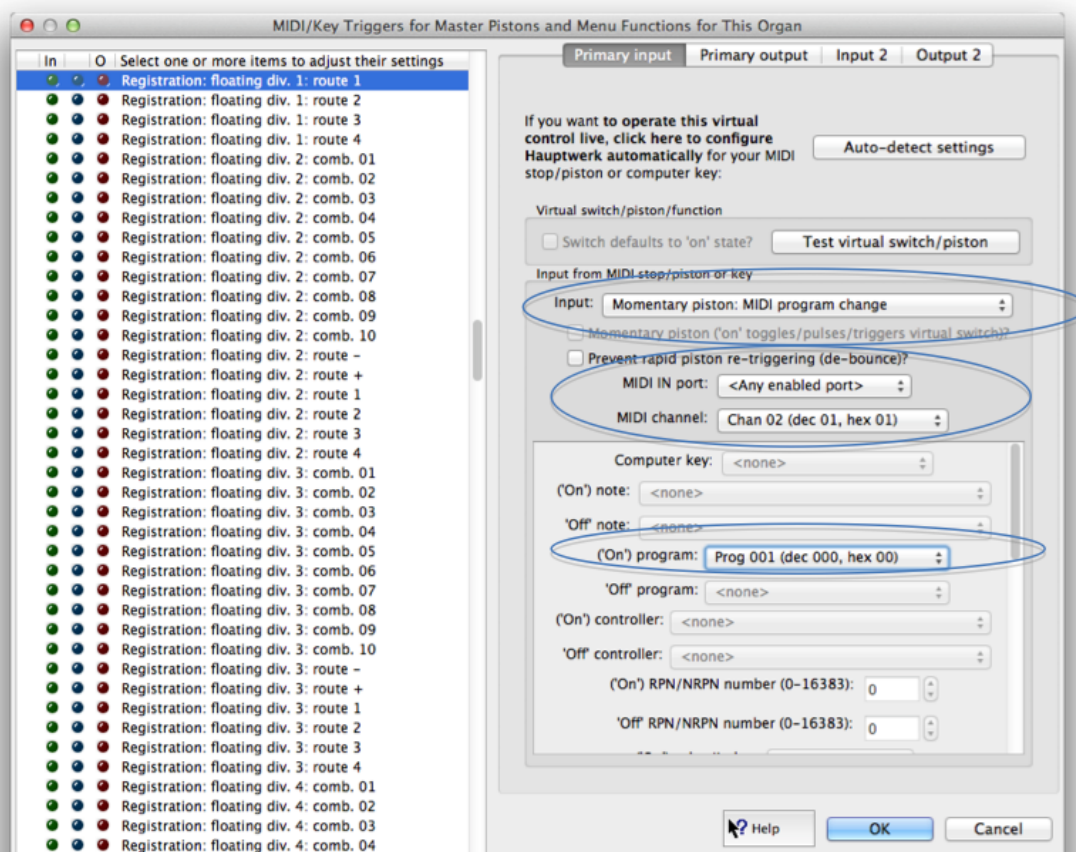 MIDI/Key Triggers for Master Pistons and Menu Functions for This Organ
In O Select one or more items to adjust their settings
Registration: floating div. 1: route 1
Registration: floating div. 1: route 2
Registration: floating div. 1: route 3
Registration: floating div. 1: route 4
Registration: floating div. 2: comb. 01
Registration: floating div. 2: comb. 02
Registration: floating div. 2: comb. 03
Registration: floating div. 2: comb. 04
Registration: floating div. 2: comb. 05
Registration: floating div. 2: comb. 06
Registration: floating div. 2: comb. 07
Registration: floating div. 2: comb. 08
Registration: floating div. 2: comb. 09
Registration: floating div. 2: comb. 10
Registration: floating div. 2: route –
Registration: floating div. 2: route +
Registration: floating div. 2: route 1
Registration: floating div. 2: route 2
Registration: floating div. 2: route 3
Registration: floating div. 2: route 4
Registration: floating div. 3: comb. 01
Registration: floating div. 3: comb. 02
Registration: floating div. 3: comb. 03
Registration: floating div. 3: comb. 04
Registration: floating div. 3: comb. 05
Registration: floating div. 3: comb. 06
Registration: floating div. 3: comb. 07
Registration: floating div. 3: comb. 08
Registration: floating div. 3: comb. 09
Registration: floating div. 3: comb. 10
Registration: floating div. 3: route –
Registration: floating div. 3: route +
Registration: floating div. 3: route 1
Registration: floating div. 3: route 2
Registration: floating div. 3: route 3
Registration: floating div. 3: route 4
Registration: floating div. 4: comb. 01
Registration: floating div. 4: comb. 02
Registration: floating div. 4: comb. 03
Registration: floating div. 4: comb. 04
Primary input Primary output Input 2 Output 2
If you want to operate this virtual
control live, click here to configure
Hauptwerk automatically for your MIDI
stop/piston or computer key:
Auto-detect settings
Virtual switch/piston/function
Switch defaults to 'on' state? Test virtual switch/piston
Input from MIDI stop/piston or key
Input: Momentary piston: MIDI program change
Momentary piston ('on' toggles/pulses/triggers virtual switch)?
Prevent rapid piston re-triggering (de-bounce)?
MIDI IN port: <Any enabled port>
MIDI channel: Chan 02 (dec 01, hex 01)
Computer key: <none>
('On') note: <none>
'Off' note: <none>
('On') program: Prog 001 (dec 000, hex 00)
'Off' program: <none>
('On') controller: <none>
'Off' controller: <none>
('On') RPN/NRPN number (0-16383): 0
'Off' RPN/NRPN number (0-16383): 0
? Help OK Cancel